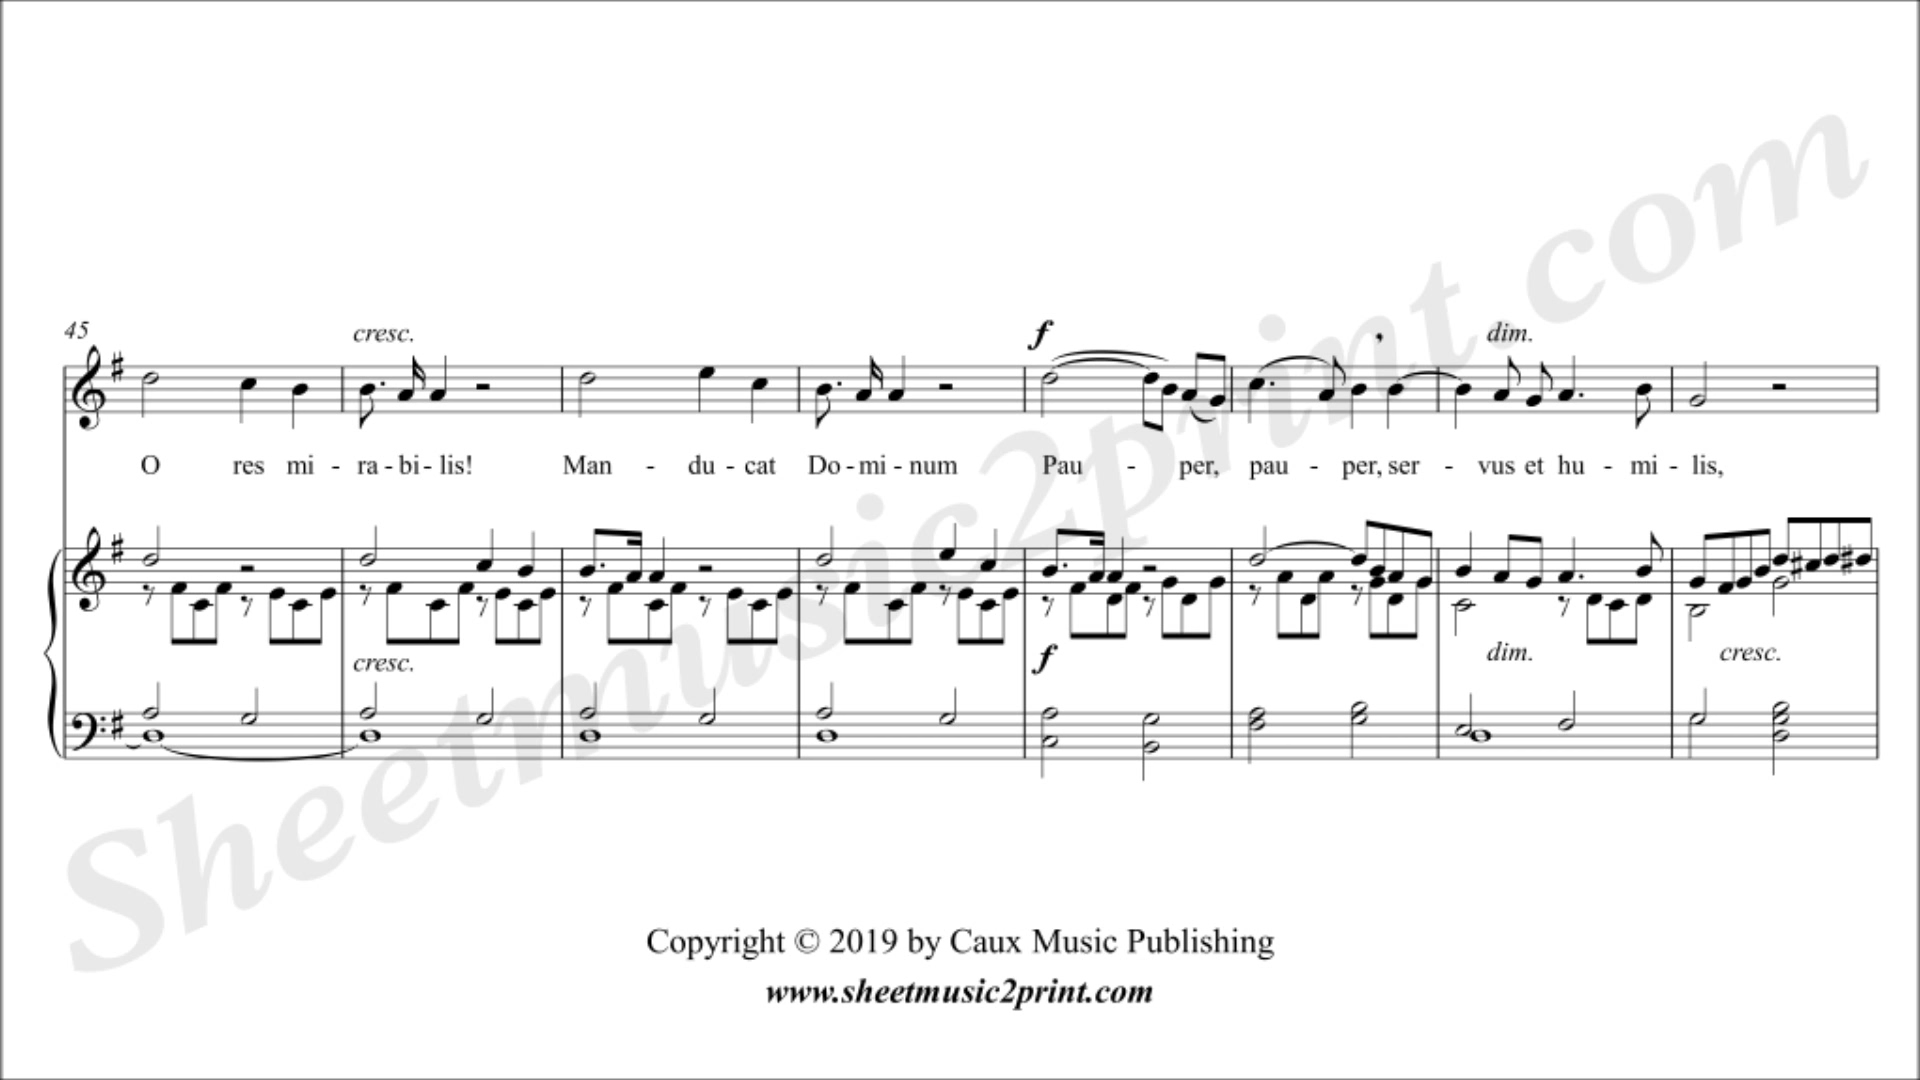 45
cresc.
f
dim.
O res mi - ra - bi - lis! Man - du - cat Do - mi - num Pau - per, pau - per, ser - vus et hu - mi - lis,
cresc.
f
dim.
cresc.
Sheetmusic2print.com
Copyright © 2019 by Caux Music Publishing
www.sheetmusic2print.com